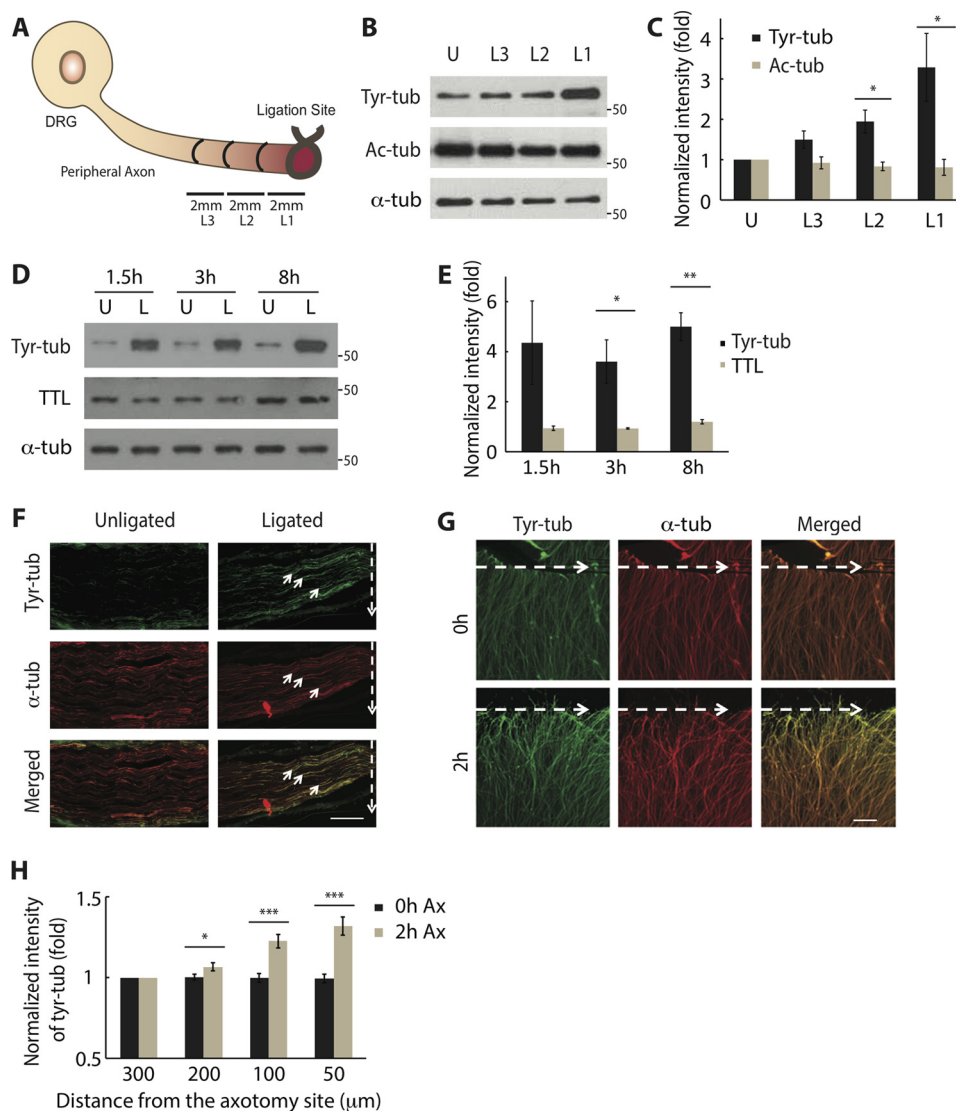 A
DRG
Peripheral Axon
Ligation Site
2mm 2mm 2mm
L3 L2 L1
B
U L3 L2 L1
Tyr-tub
50
Ac-tub
50
α-tub
50
C
Normalized intensity (fold)
4
3
2
1
0
Tyr-tub
Ac-tub
*
*
U L3 L2 L1
D
1.5h 3h 8h
U L U L U L
Tyr-tub
50
TTL
50
α-tub
50
E
Normalized intensity (fold)
6
4
2
0
*
**
Tyr-tub
TTL
1.5h 3h 8h
F
Unligated Ligated
Tyr-tub
α-tub
Merged
G
Tyr-tub α-tub Merged
0h
2h
H
Normalized intensity
of tyr-tub (fold)
1.5
1
0.5
*
***
***
0h Ax
2h Ax
300 200 100 50
Distance from the axotomy site (μm)